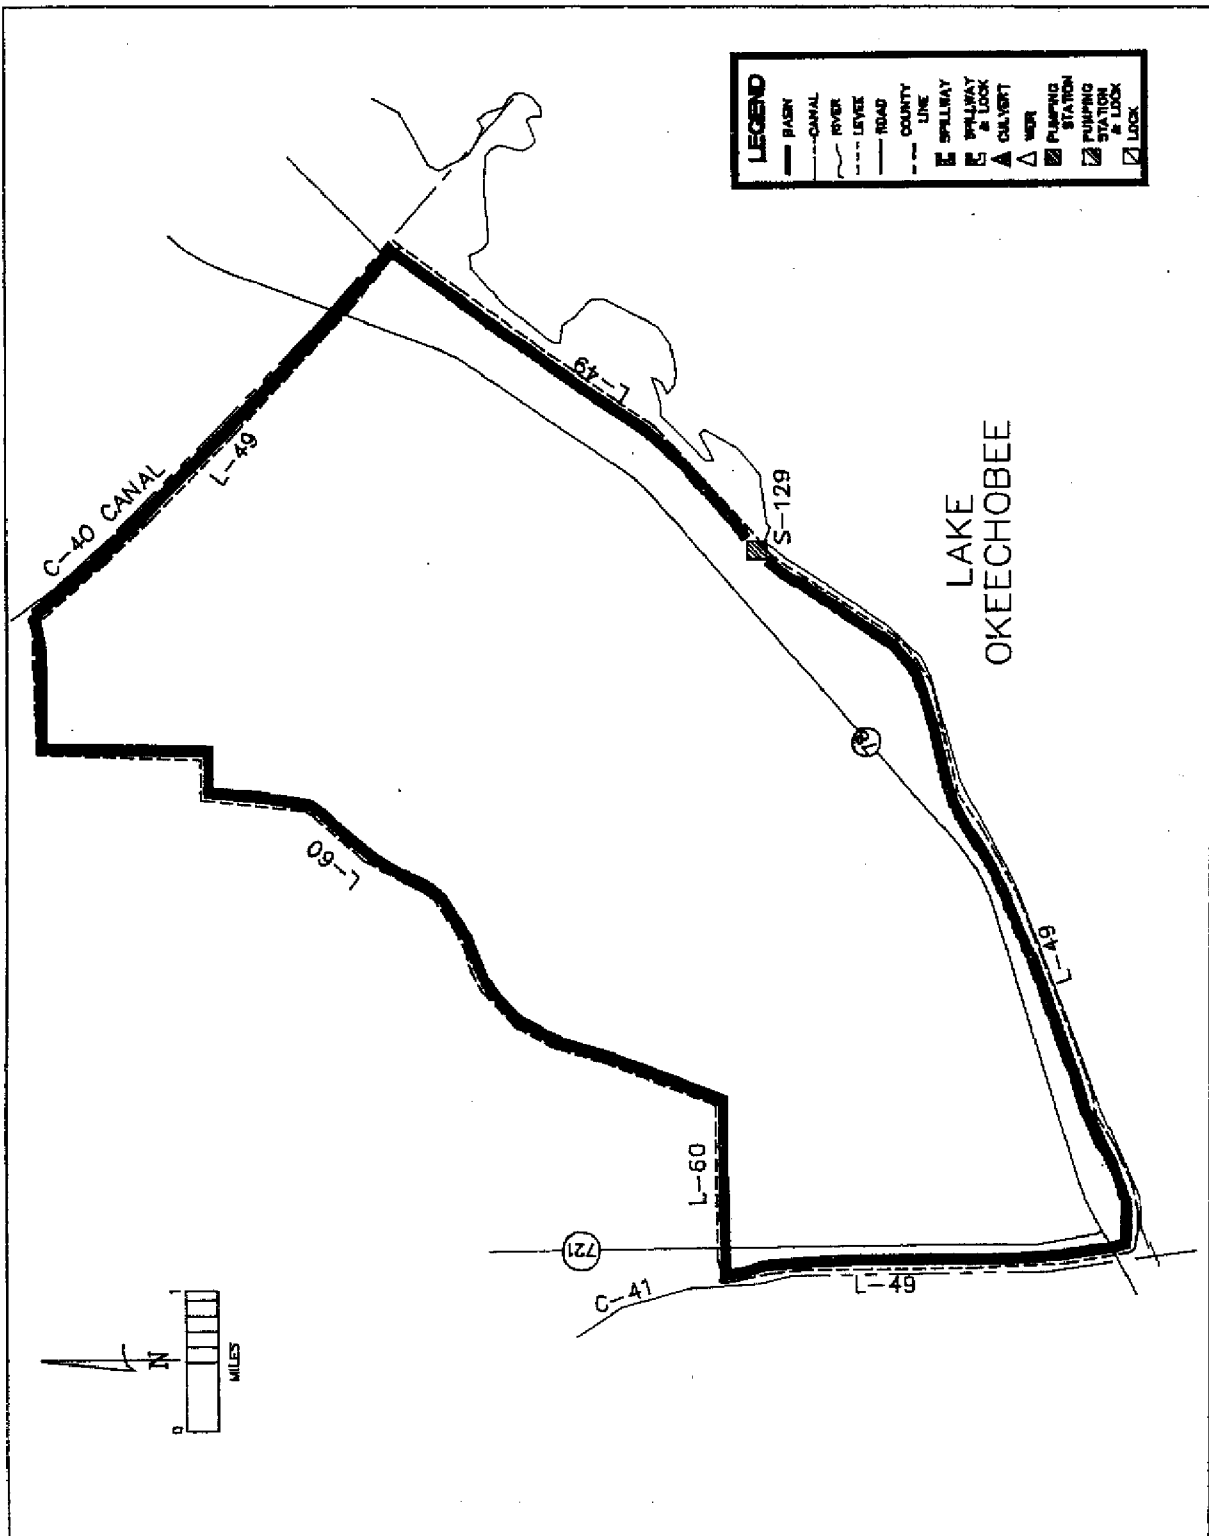 LEGEND
BASIN
CANAL
RIVER
LEVEE
ROAD
COUNTY
LINE
SPILLWAY
SPILLWAY
& LOCK
CULVERT
WEIR
PUMPING
STATION
PUMPING
STATION
& LOCK
LOCK
C-40 CANAL
L-49
L-49
S-129
LAKE
OKEECHOBEE
78
L-60
L-49
L-60
721
C-41
L-49
N
0
1
MILES